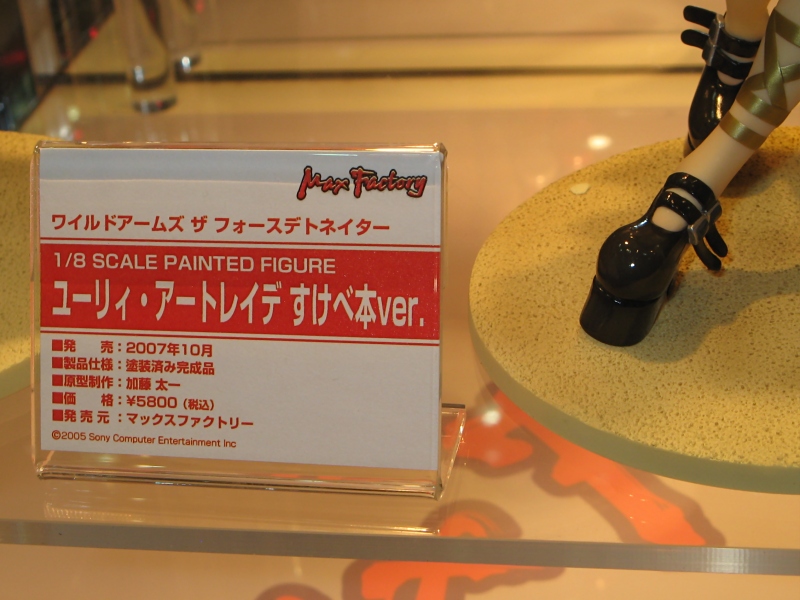 Max Factory
ワイルドアームズ ザ フォースデトネイター
1/8 SCALE PAINTED FIGURE
ユーリィ・アートレイデ すけべ本ver.
■発 売：2007年10月
■製品仕様：塗装済み完成品
■原型制作：加藤 太一
■価 格：¥5800（税込）
■発売元：マックスファクトリー
©2005 Sony Computer Entertainment Inc